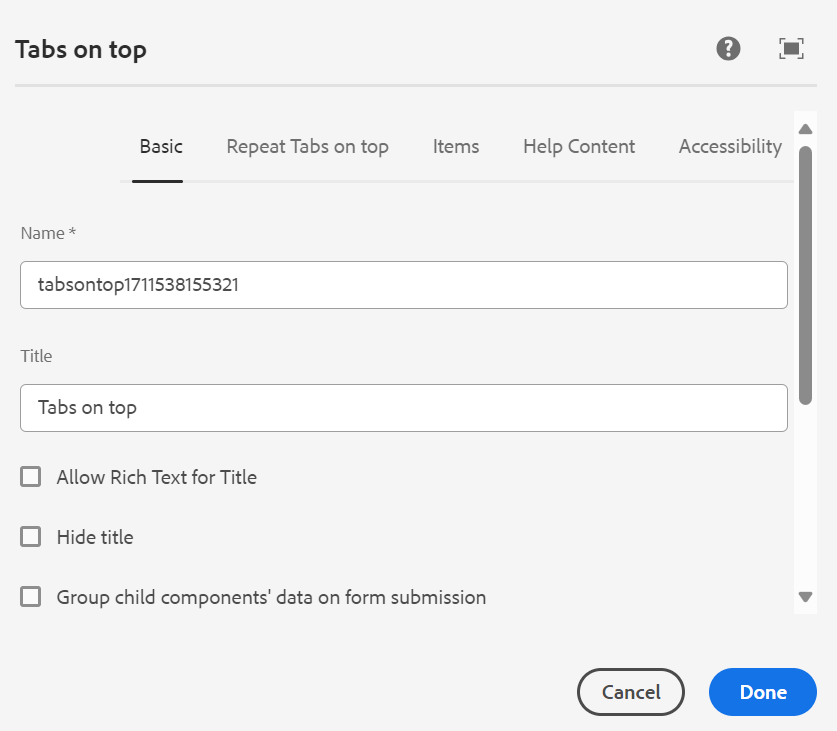 Tabs on top
Basic Repeat Tabs on top Items Help Content Accessibility
Name *
tabsontop1711538155321
Title
Tabs on top
Allow Rich Text for Title
Hide title
Group child components' data on form submission
Cancel Done